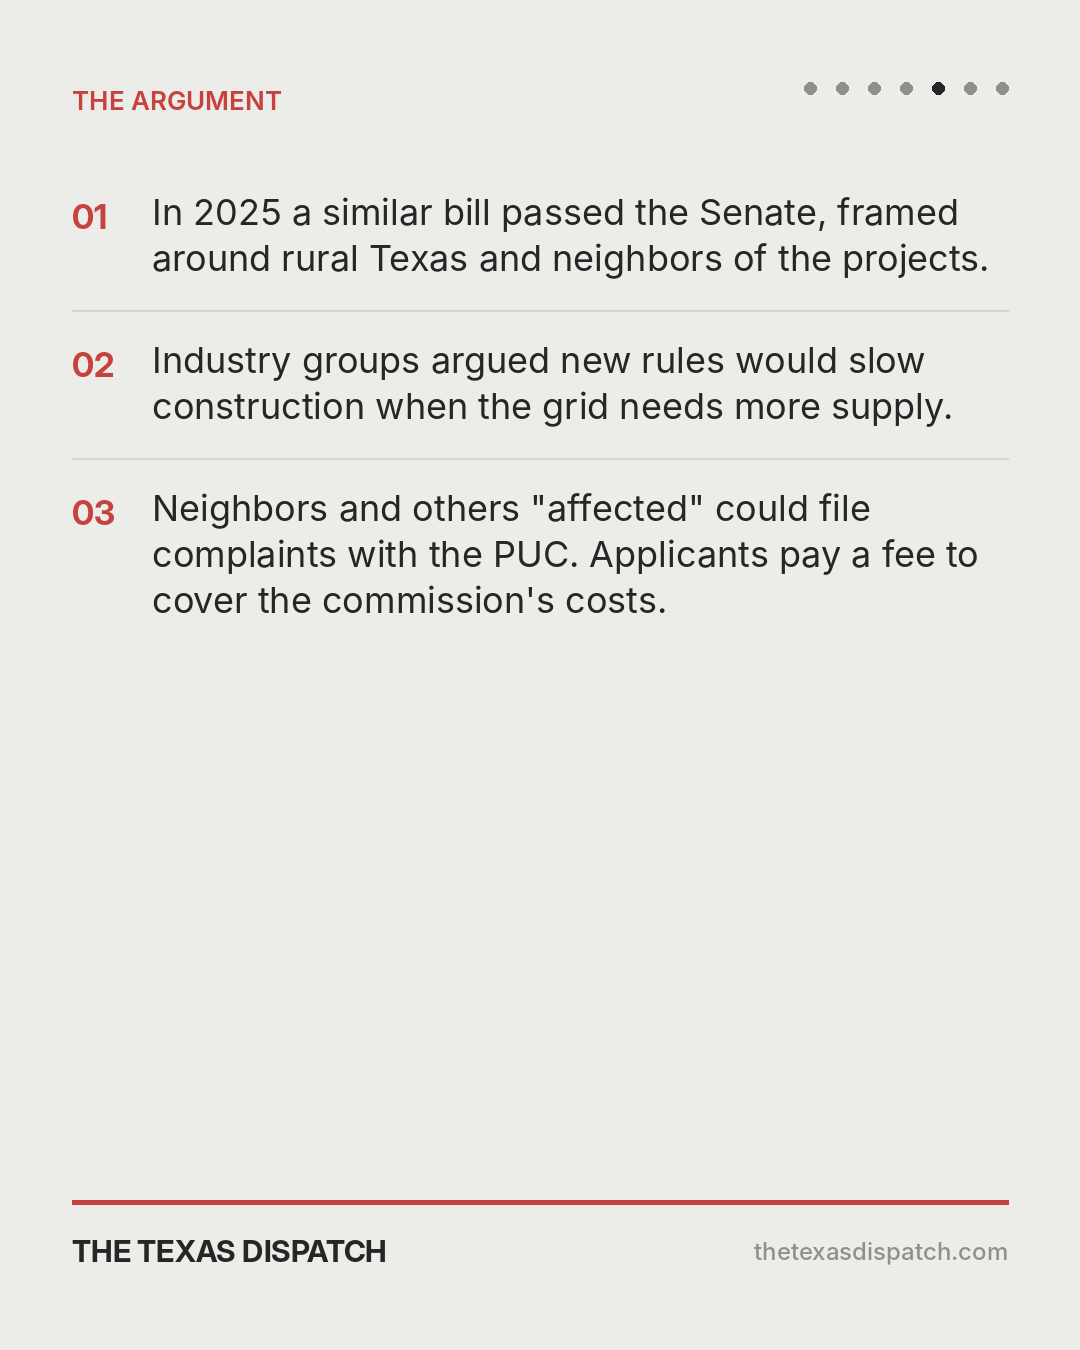 THE ARGUMENT
01 In 2025 a similar bill passed the Senate, framed
around rural Texas and neighbors of the projects.
02 Industry groups argued new rules would slow
construction when the grid needs more supply.
03 Neighbors and others "affected" could file
complaints with the PUC. Applicants pay a fee to
cover the commission's costs.
THE TEXAS DISPATCH
thetexasdispatch.com